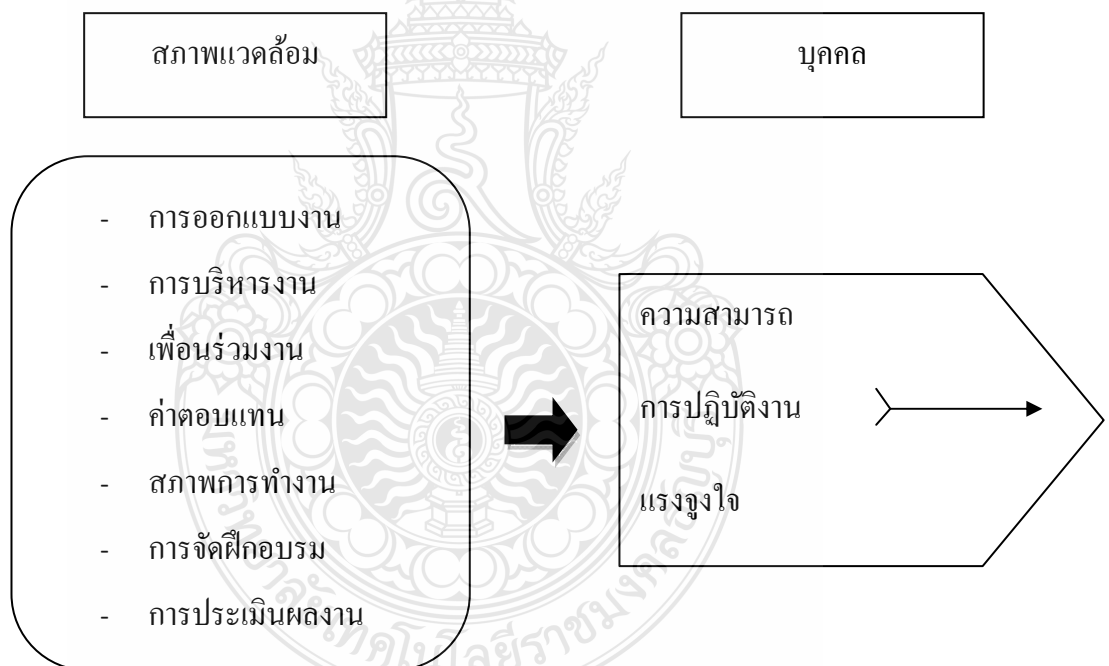 สภาพแวดล้อม
บุคคล
- การออกแบบงาน
- การบริหารงาน
- เพื่อนร่วมงาน
- ค่าตอบแทน
- สภาพการทำงาน
- การจัดฝึกอบรม
- การประเมินผลงาน
ความสามารถ
การปฏิบัติงาน
แรงจูงใจ